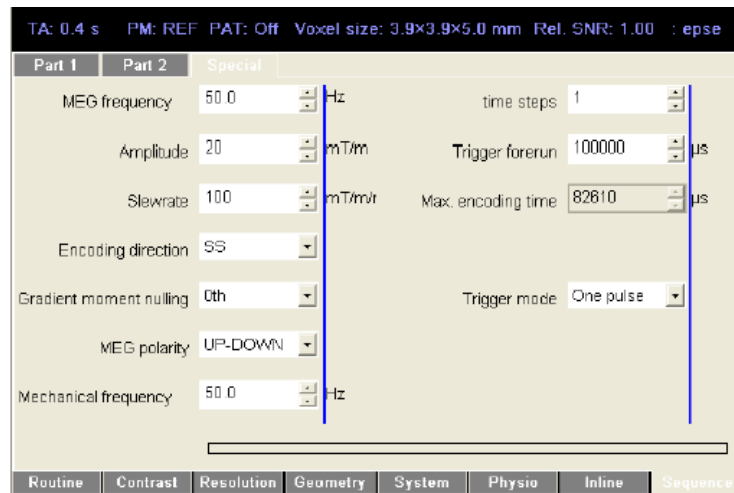 TA: 0.4 s PM: REF PAT: Off Voxel size: 3.9×3.9×5.0 mm Rel. SNR: 1.00 : epse
Part 1 Part 2 Special
MEG frequency 50.0 Hz time steps 1
Amplitude 20 mT/m Trigger forerun 100000 µs
Slewrate 100 mT/m/r Max. encoding time 82610 µs
Encoding direction SS
Gradient moment nulling 0th Trigger mode One pulse
MEG polarity UP-DOWN
Mechanical frequency 50.0 Hz
Routine Contrast Resolution Geometry System Physio Inline Sequence